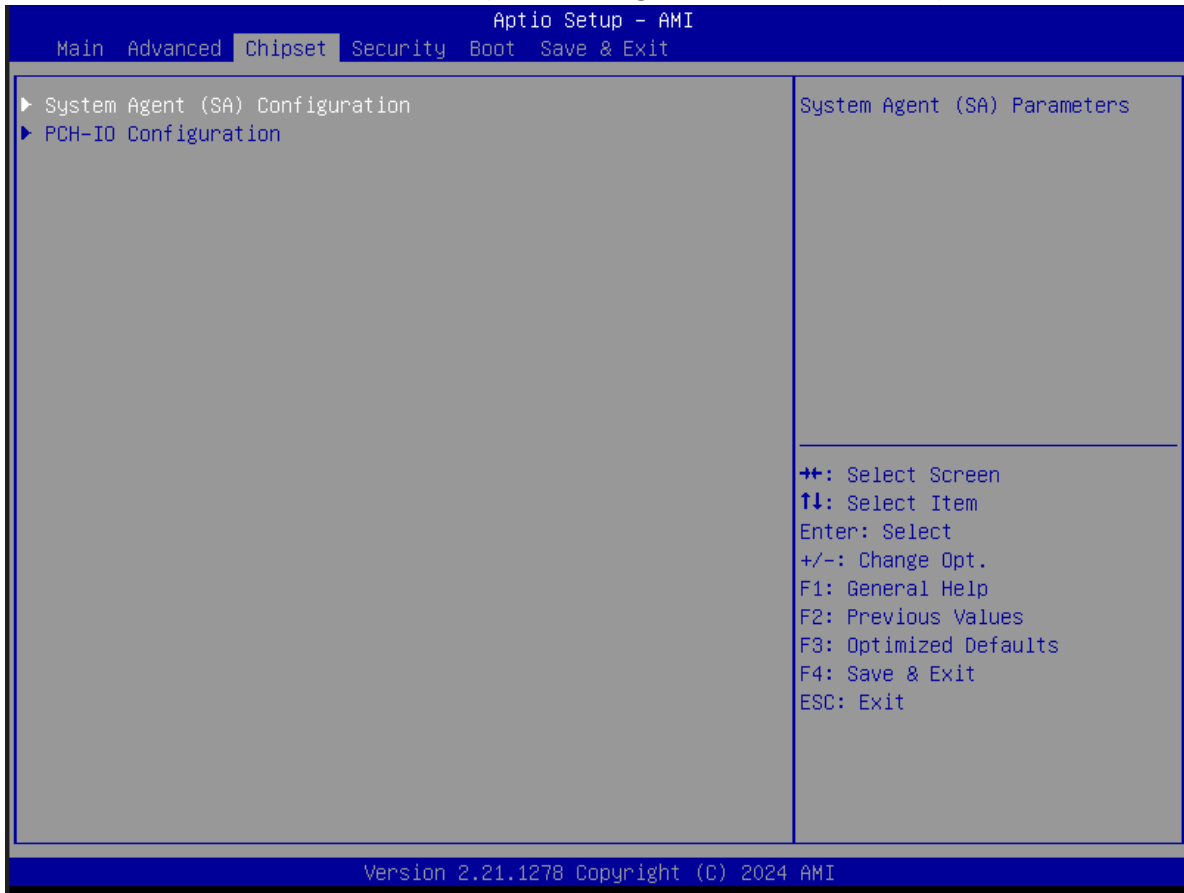 Aptio Setup – AMI
Main Advanced Chipset Security Boot Save & Exit
▶ System Agent (SA) Configuration
▶ PCH-IO Configuration
System Agent (SA) Parameters
→←: Select Screen
↑↓: Select Item
Enter: Select
+/-: Change Opt.
F1: General Help
F2: Previous Values
F3: Optimized Defaults
F4: Save & Exit
ESC: Exit
Version 2.21.1278 Copyright (C) 2024 AMI